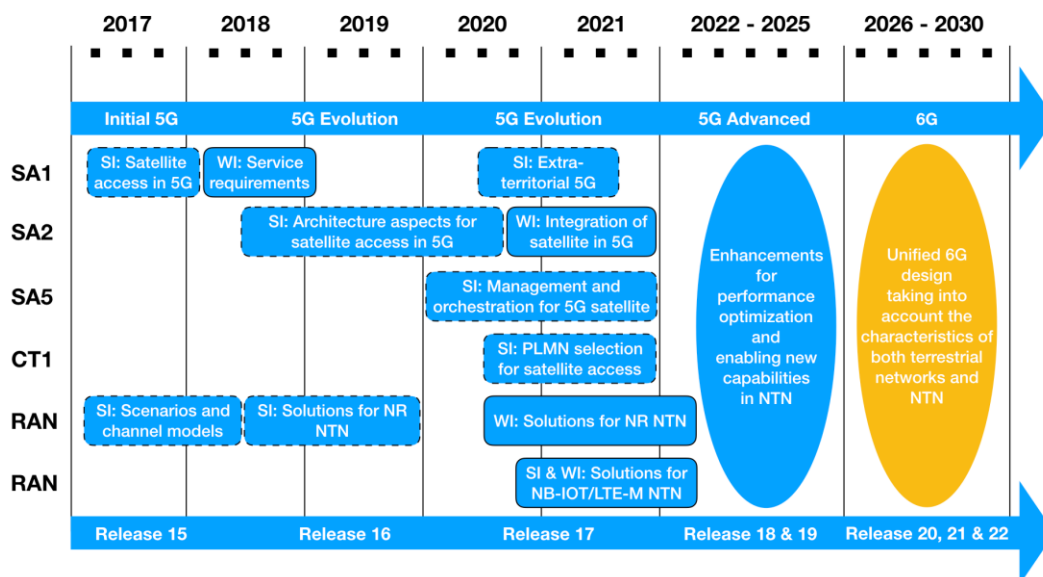 2017 2018 2019 2020 2021 2022 - 2025 2026 - 2030
Initial 5G 5G Evolution 5G Evolution 5G Advanced 6G
SA1
SI: Satellite
access in 5G
WI: Service
requirements
SI: Extra-
territorial 5G
SA2
SI: Architecture aspects for
satellite access in 5G
WI: Integration of
satellite in 5G
SA5
SI: Management and
orchestration for 5G satellite
CT1
SI: PLMN selection
for satellite access
RAN
SI: Scenarios and
channel models
SI: Solutions for NR
NTN
WI: Solutions for NR NTN
RAN
SI & WI: Solutions for
NB-IOT/LTE-M NTN
Enhancements
for
performance
optimization
and
enabling new
capabilities
in NTN
Unified 6G
design
taking into
account the
characteristics of
both terrestrial
networks and
NTN
Release 15 Release 16 Release 17 Release 18 & 19 Release 20, 21 & 22